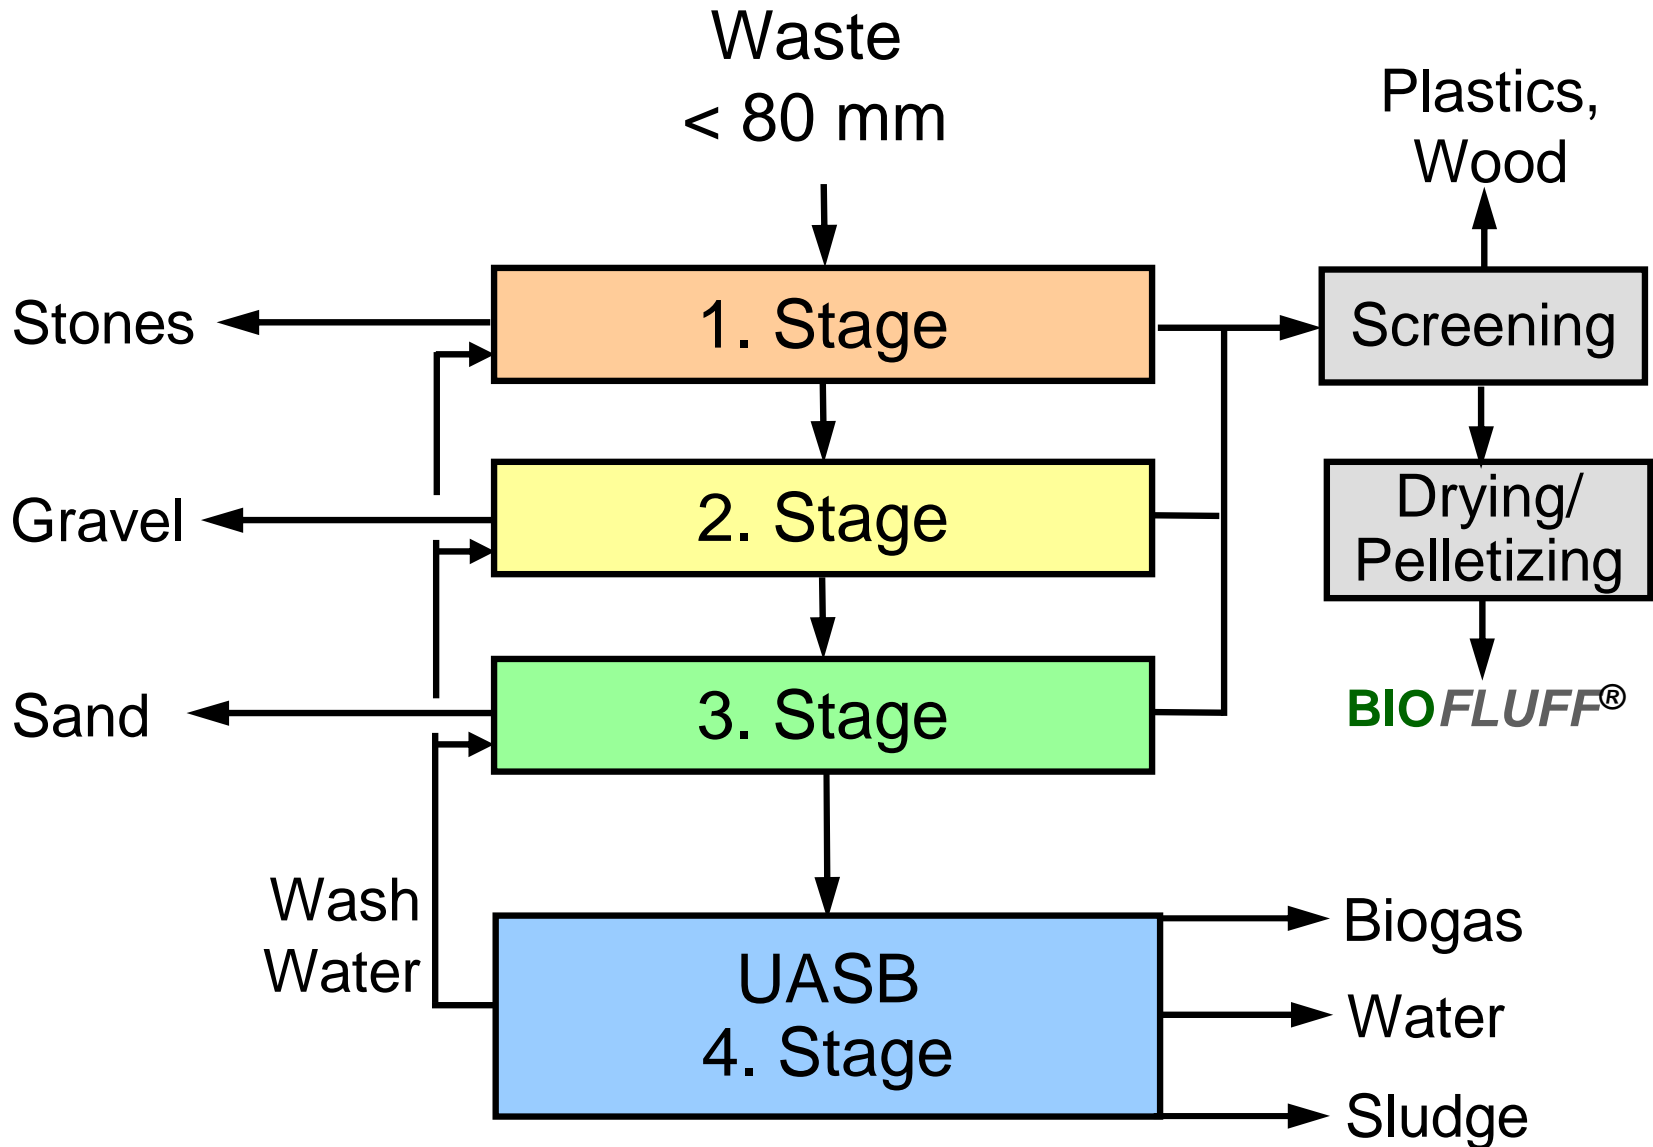 Waste
< 80 mm
Plastics,
Wood
Stones
1. Stage
Screening
Gravel
2. Stage
Drying/
Pelletizing
Sand
3. Stage
BIOFLUFF®
Wash
Water
UASB
4. Stage
Biogas
Water
Sludge